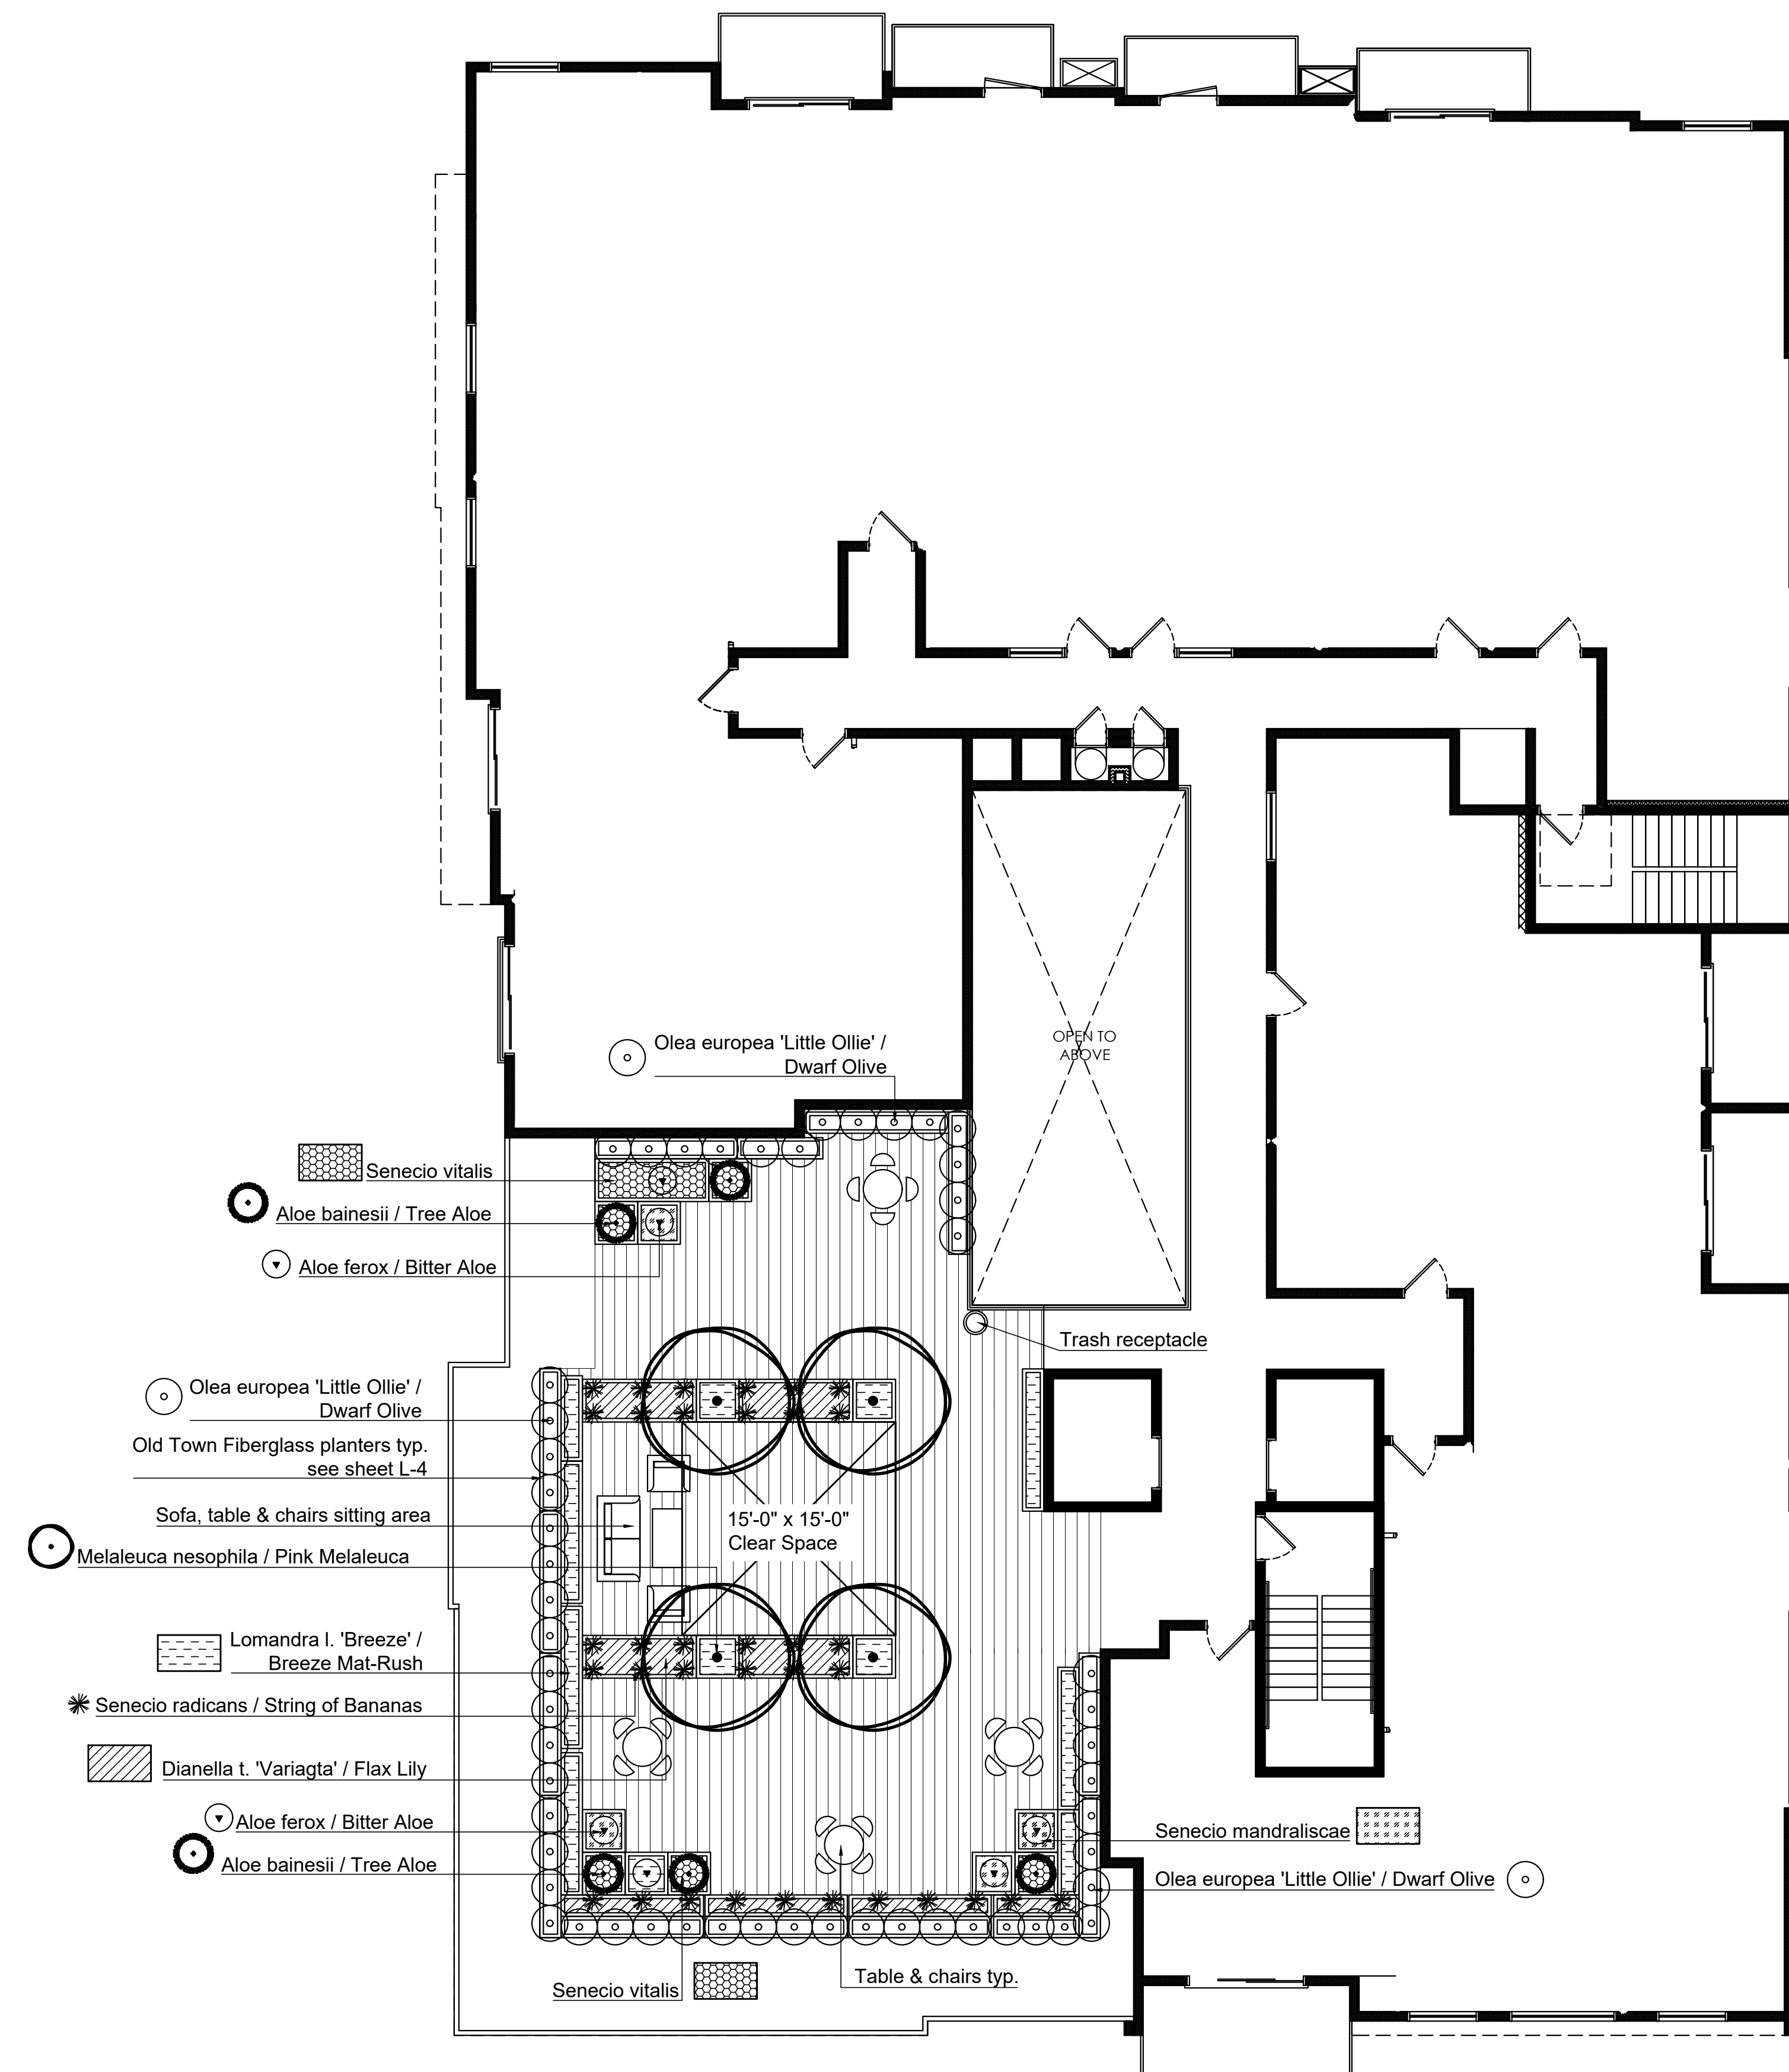 OPEN TO
ABOVE
Olea europea 'Little Ollie' /
Dwarf Olive
Senecio vitalis
Aloe bainesii / Tree Aloe
Aloe ferox / Bitter Aloe
Trash receptacle
Olea europea 'Little Ollie' /
Dwarf Olive
Old Town Fiberglass planters typ.
see sheet L-4
Sofa, table & chairs sitting area
15'-0" x 15'-0"
Clear Space
Melaleuca nesophila / Pink Melaleuca
Lomandra l. 'Breeze' /
Breeze Mat-Rush
Senecio radicans / String of Bananas
Dianella t. 'Variagta' / Flax Lily
Aloe ferox / Bitter Aloe
Senecio mandraliscae
Aloe bainesii / Tree Aloe
Olea europea 'Little Ollie' / Dwarf Olive
Senecio vitalis
Table & chairs typ.